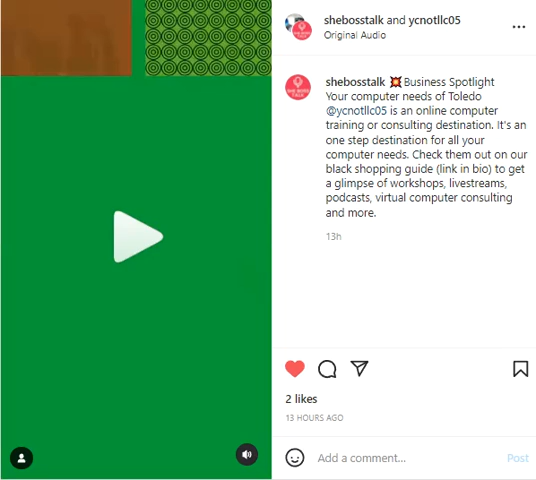 shebosstalk and ycnotllc05
Original Audio
shebosstalk 💥 Business Spotlight
Your computer needs of Toledo
@ycnotllc05 is an online computer
training or consulting destination. It's an
one step destination for all your
computer needs. Check them out on our
black shopping guide (link in bio) to get
a glimpse of workshops, livestreams,
podcasts, virtual computer consulting
and more.
13h
2 likes
13 HOURS AGO
Add a comment...
Post